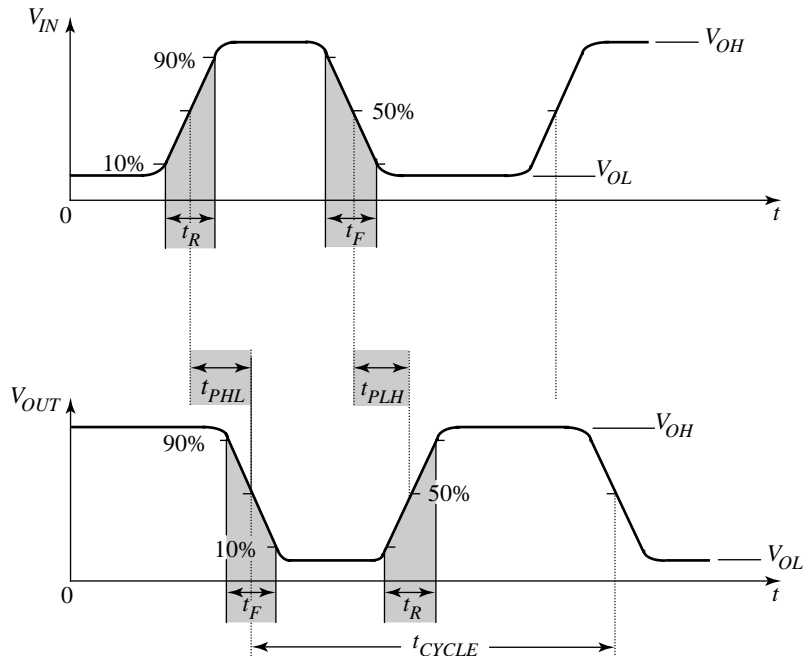 V_IN
V_OH
90%
50%
10%
V_OL
0
t_R
t_F
t
t_PHL
t_PLH
V_OUT
V_OH
90%
50%
10%
V_OL
0
t_F
t_R
t
t_CYCLE